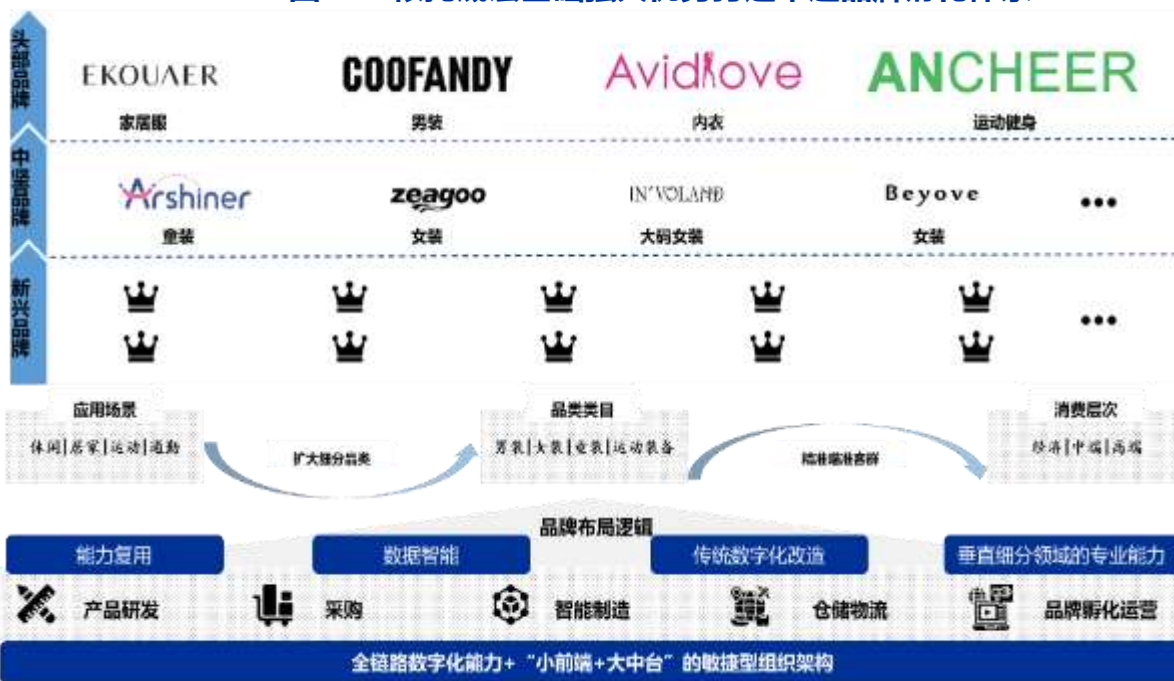 头部品牌
EKOUAER
COOFANDY
Avidlove
ANCHEER
家居服
男装
内衣
运动健身
中坚品牌
Arshiner
zeagoo
IN'VOLAND
Beyove
童装
女装
大码女装
女装
新兴品牌
应用场景
品类类目
消费层次
休闲|居家|运动|通勤
扩大细分品类
男装|女装|童装|运动装备
瞄准客群
经济|中端|高端
品牌布局逻辑
能力复用
数据智能
传统数字化改造
垂直细分领域的专业能力
产品研发
采购
智能制造
仓储物流
品牌孵化运营
全链路数字化能力+“小前端+大中台”的敏捷型组织架构